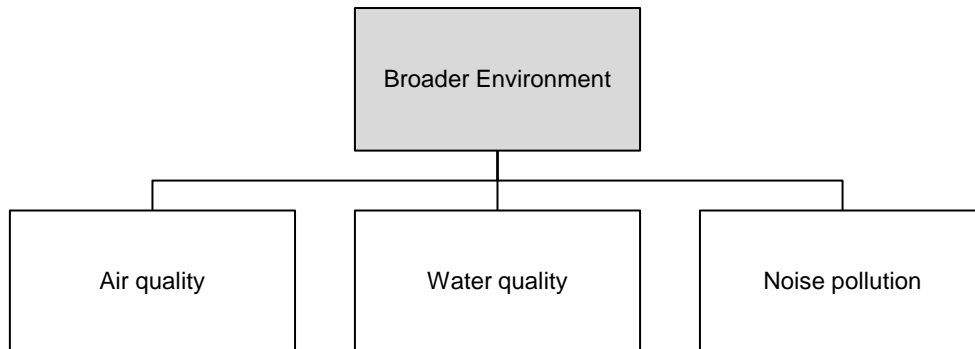 Broader Environment
Air quality
Water quality
Noise pollution